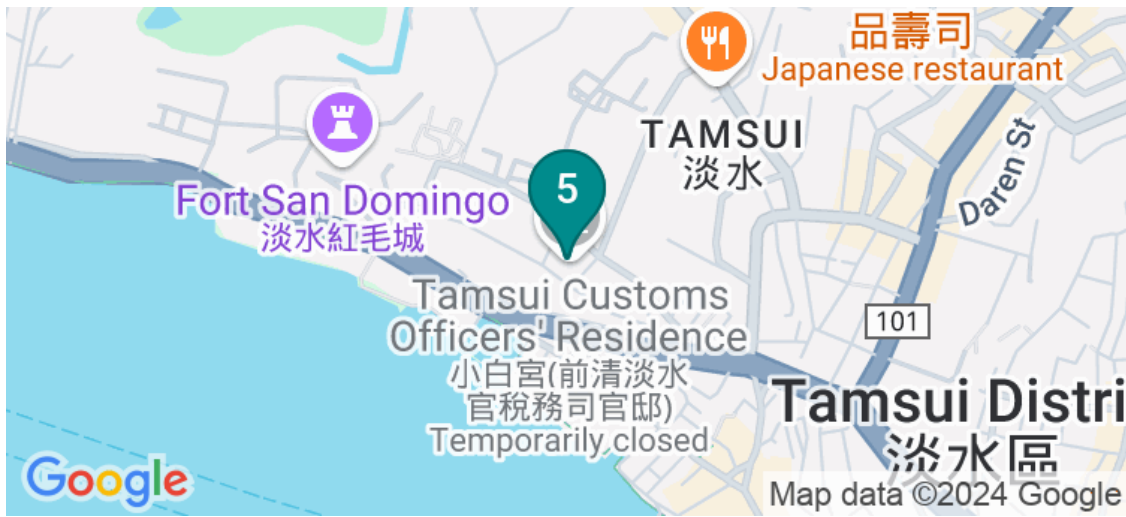 品壽司
Japanese restaurant
TAMSUI
淡水
Daren St
5
Fort San Domingo
淡水紅毛城
Tamsui Customs
Officers' Residence
小白宮(前清淡水
官稅務司官邸)
Temporarily closed
101
Tamsui Distri
淡水區
Google
Map data ©2024 Google